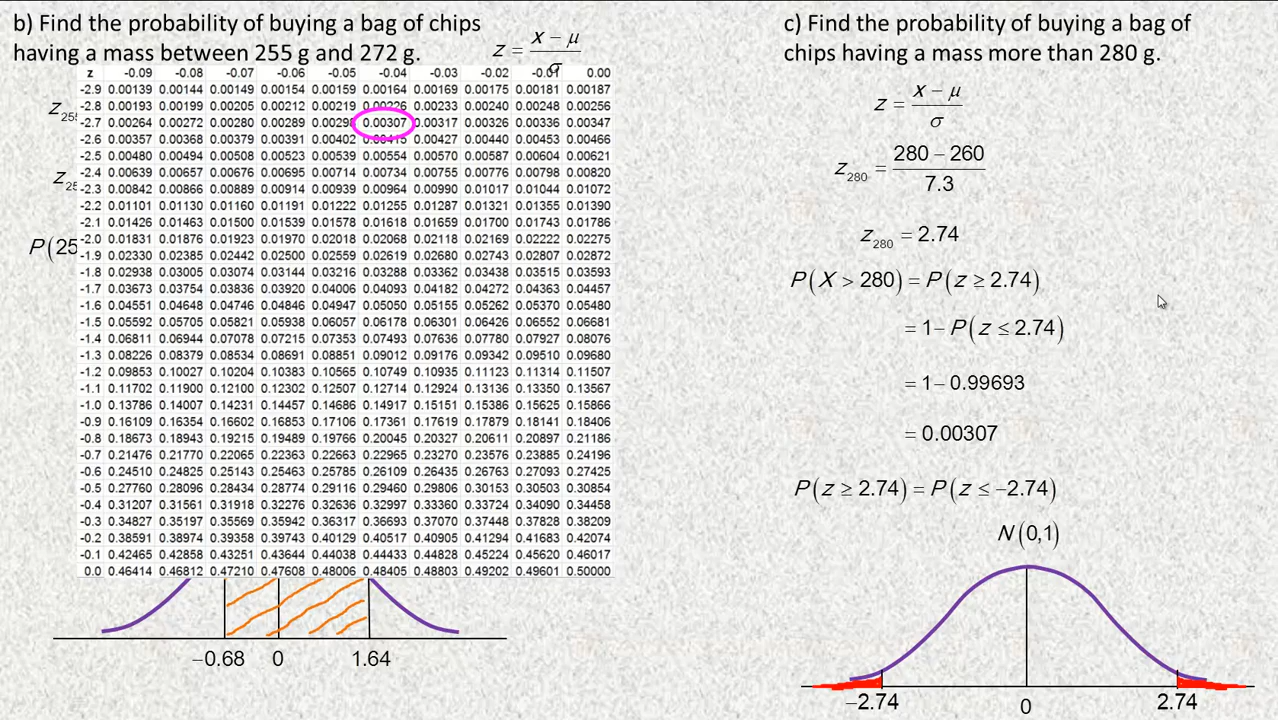 b) Find the probability of buying a bag of chips
having a mass between 255 g and 272 g.
z = x − μ
σ
z -0.09 -0.08 -0.07 -0.06 -0.05 -0.04 -0.03 -0.02 -0.01 0.00
-2.9 0.00139 0.00144 0.00149 0.00154 0.00159 0.00164 0.00169 0.00175 0.00181 0.00187
-2.8 0.00193 0.00199 0.00205 0.00212 0.00219 0.00226 0.00233 0.00240 0.00248 0.00256
-2.7 0.00264 0.00272 0.00280 0.00289 0.00298 0.00307 0.00317 0.00326 0.00336 0.00347
-2.6 0.00357 0.00368 0.00379 0.00391 0.00402 0.00415 0.00427 0.00440 0.00453 0.00466
-2.5 0.00480 0.00494 0.00508 0.00523 0.00539 0.00554 0.00570 0.00587 0.00604 0.00621
-2.4 0.00639 0.00657 0.00676 0.00695 0.00714 0.00734 0.00755 0.00776 0.00798 0.00820
-2.3 0.00842 0.00866 0.00889 0.00914 0.00939 0.00964 0.00990 0.01017 0.01044 0.01072
-2.2 0.01101 0.01130 0.01160 0.01191 0.01222 0.01255 0.01287 0.01321 0.01355 0.01390
-2.1 0.01426 0.01463 0.01500 0.01539 0.01578 0.01618 0.01659 0.01700 0.01743 0.01786
-2.0 0.01831 0.01876 0.01923 0.01970 0.02018 0.02068 0.02118 0.02169 0.02222 0.02275
-1.9 0.02330 0.02385 0.02442 0.02500 0.02559 0.02619 0.02680 0.02743 0.02807 0.02872
-1.8 0.02938 0.03005 0.03074 0.03144 0.03216 0.03288 0.03362 0.03438 0.03515 0.03593
-1.7 0.03673 0.03754 0.03836 0.03920 0.04006 0.04093 0.04182 0.04272 0.04363 0.04457
-1.6 0.04551 0.04648 0.04746 0.04846 0.04947 0.05050 0.05155 0.05262 0.05370 0.05480
-1.5 0.05592 0.05705 0.05821 0.05938 0.06057 0.06178 0.06301 0.06426 0.06552 0.06681
-1.4 0.06811 0.06944 0.07078 0.07215 0.07353 0.07493 0.07636 0.07780 0.07927 0.08076
-1.3 0.08226 0.08379 0.08534 0.08691 0.08851 0.09012 0.09176 0.09342 0.09510 0.09680
-1.2 0.09853 0.10027 0.10204 0.10383 0.10565 0.10749 0.10935 0.11123 0.11314 0.11507
-1.1 0.11702 0.11900 0.12100 0.12302 0.12507 0.12714 0.12924 0.13136 0.13350 0.13567
-1.0 0.13786 0.14007 0.14231 0.14457 0.14686 0.14917 0.15151 0.15386 0.15625 0.15866
-0.9 0.16109 0.16354 0.16602 0.16853 0.17106 0.17361 0.17619 0.17879 0.18141 0.18406
-0.8 0.18673 0.18943 0.19215 0.19489 0.19766 0.20045 0.20327 0.20611 0.20897 0.21186
-0.7 0.21476 0.21770 0.22065 0.22363 0.22663 0.22965 0.23270 0.23576 0.23885 0.24196
-0.6 0.24510 0.24825 0.25143 0.25463 0.25785 0.26109 0.26435 0.26763 0.27093 0.27425
-0.5 0.27760 0.28096 0.28434 0.28774 0.29116 0.29460 0.29806 0.30153 0.30503 0.30854
-0.4 0.31207 0.31561 0.31918 0.32276 0.32636 0.32997 0.33360 0.33724 0.34090 0.34458
-0.3 0.34827 0.35197 0.35569 0.35942 0.36317 0.36693 0.37070 0.37448 0.37828 0.38209
-0.2 0.38591 0.38974 0.39358 0.39743 0.40129 0.40517 0.40905 0.41294 0.41683 0.42074
-0.1 0.42465 0.42858 0.43251 0.43644 0.44038 0.44433 0.44828 0.45224 0.45620 0.46017
0.0 0.46414 0.46812 0.47210 0.47608 0.48006 0.48405 0.48803 0.49202 0.49601 0.50000
P(25
−0.68 0 1.64
c) Find the probability of buying a bag of
chips having a mass more than 280 g.
z = x − μ
σ
z280 = 280 − 260
7.3
z280 = 2.74
P(X > 280) = P(z ≥ 2.74)
= 1− P(z ≤ 2.74)
= 1− 0.99693
= 0.00307
P(z ≥ 2.74) = P(z ≤ −2.74)
N(0,1)
−2.74 0 2.74